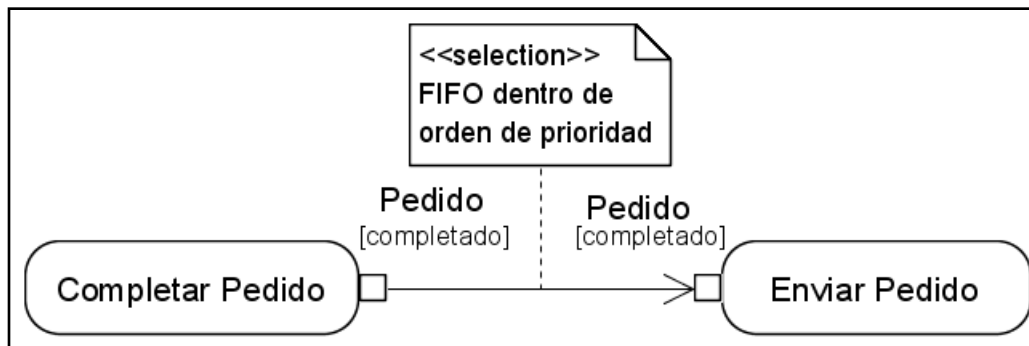 <<selection>>
FIFO dentro de
orden de prioridad
Pedido
[completado]
Pedido
[completado]
Completar Pedido
Enviar Pedido